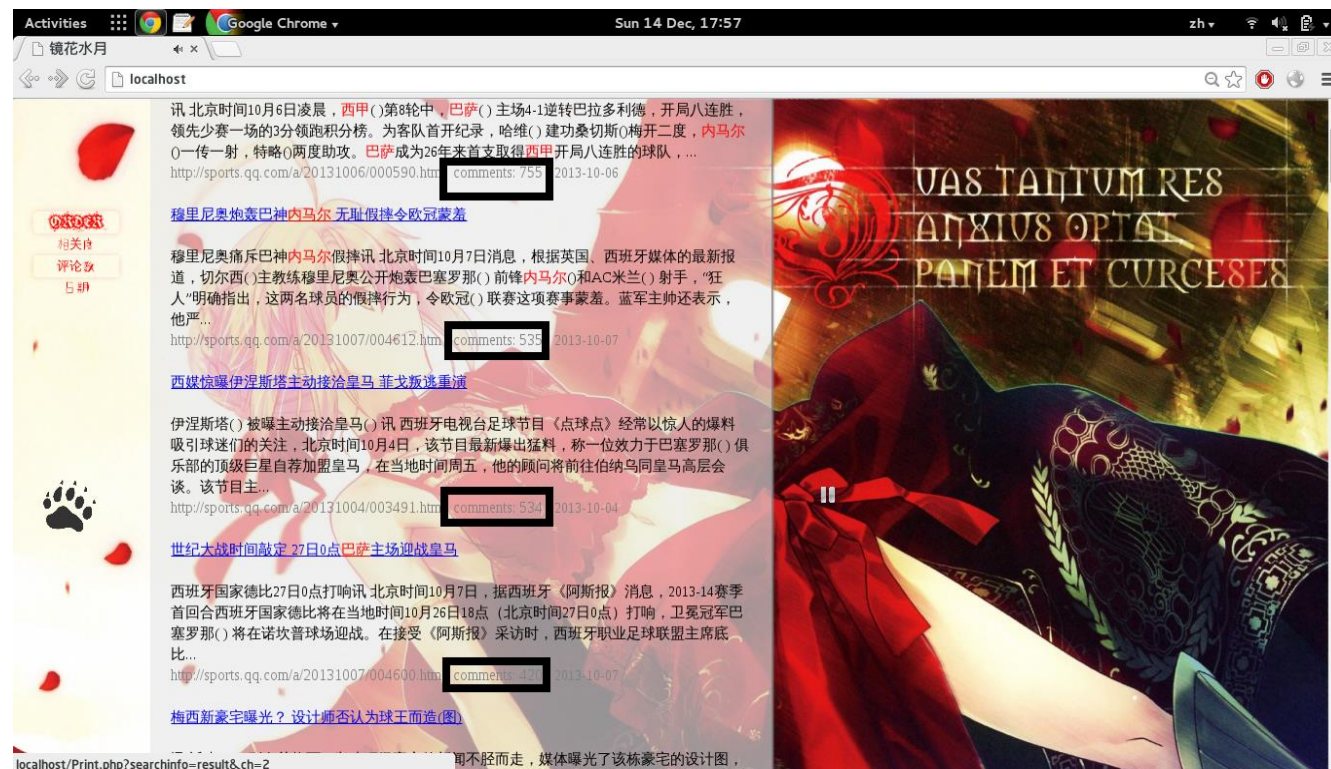 Activities Google Chrome Sun 14 Dec, 17:57 zh
镜花水月
localhost
讯 北京时间10月6日凌晨，西甲( )第8轮中，巴萨( ) 主场4-1逆转巴拉多利德，开局八连胜，
领先少赛一场的3分领跑积分榜。为客队首开纪录，哈维( ) 建功桑切斯()梅开二度，内马尔
()一传一射，特略()两度助攻。巴萨成为26年来首支取得西甲开局八连胜的球队，...
http://sports.qq.com/a/20131006/000590.htm comments: 755 2013-10-06
穆里尼奥炮轰巴神内马尔 无耻假摔令欧冠蒙羞
穆里尼奥痛斥巴神内马尔假摔讯 北京时间10月7日消息，根据英国、西班牙媒体的最新报
道，切尔西( )主教练穆里尼奥公开炮轰巴塞罗那( ) 前锋内马尔()和AC米兰( ) 射手，“狂
人”明确指出，这两名球员的假摔行为，令欧冠( ) 联赛这项赛事蒙羞。蓝军主帅还表示，
他严...
http://sports.qq.com/a/20131007/004612.htm comments: 535 2013-10-07
西媒惊曝伊涅斯塔主动接洽皇马 菲戈叛逃重演
伊涅斯塔( ) 被曝主动接洽皇马( ) 讯 西班牙电视台足球节目《点球点》经常以惊人的爆料
吸引球迷们的关注，北京时间10月4日，该节目最新爆出猛料，称一位效力于巴塞罗那( ) 俱
乐部的顶级巨星自荐加盟皇马，在当地时间周五，他的顾问将前往伯纳乌同皇马高层会
谈。该节目主...
http://sports.qq.com/a/20131004/003491.htm comments: 534 2013-10-04
世纪大战时间敲定 27日0点巴萨主场迎战皇马
西班牙国家德比27日0点打响讯 北京时间10月7日，据西班牙《阿斯报》消息，2013-14赛季
首回合西班牙国家德比将在当地时间10月26日18点（北京时间27日0点）打响，卫冕冠军巴
塞罗那( ) 将在诺坎普球场迎战。在接受《阿斯报》采访时，西班牙职业足球联盟主席底
比...
http://sports.qq.com/a/20131007/004600.htm comments: 420 2013-10-07
梅西新豪宅曝光？ 设计师否认为球王而造(图)
闻不胫而走，媒体曝光了该栋豪宅的设计图，
localhost/Print.php?searchinfo=result&ch=2
ORDER
相关度
评论数
日期
VAS TANTUM RES
ANXIUS OPTAT,
PANEM ET CURCESES